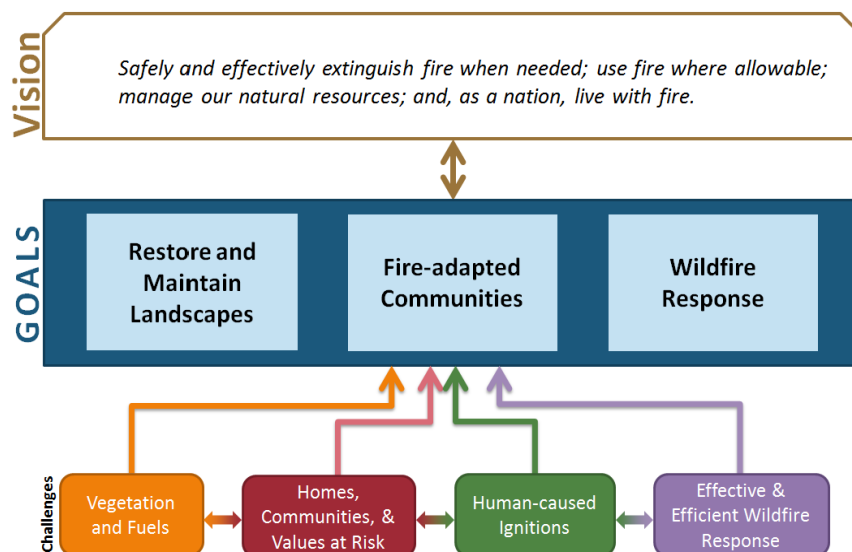 Vision
Safely and effectively extinguish fire when needed; use fire where allowable;
manage our natural resources; and, as a nation, live with fire.
GOALS
Restore and
Maintain
Landscapes
Fire-adapted
Communities
Wildfire
Response
Challenges
Vegetation
and Fuels
Homes,
Communities, &
Values at Risk
Human-caused
Ignitions
Effective &
Efficient Wildfire
Response